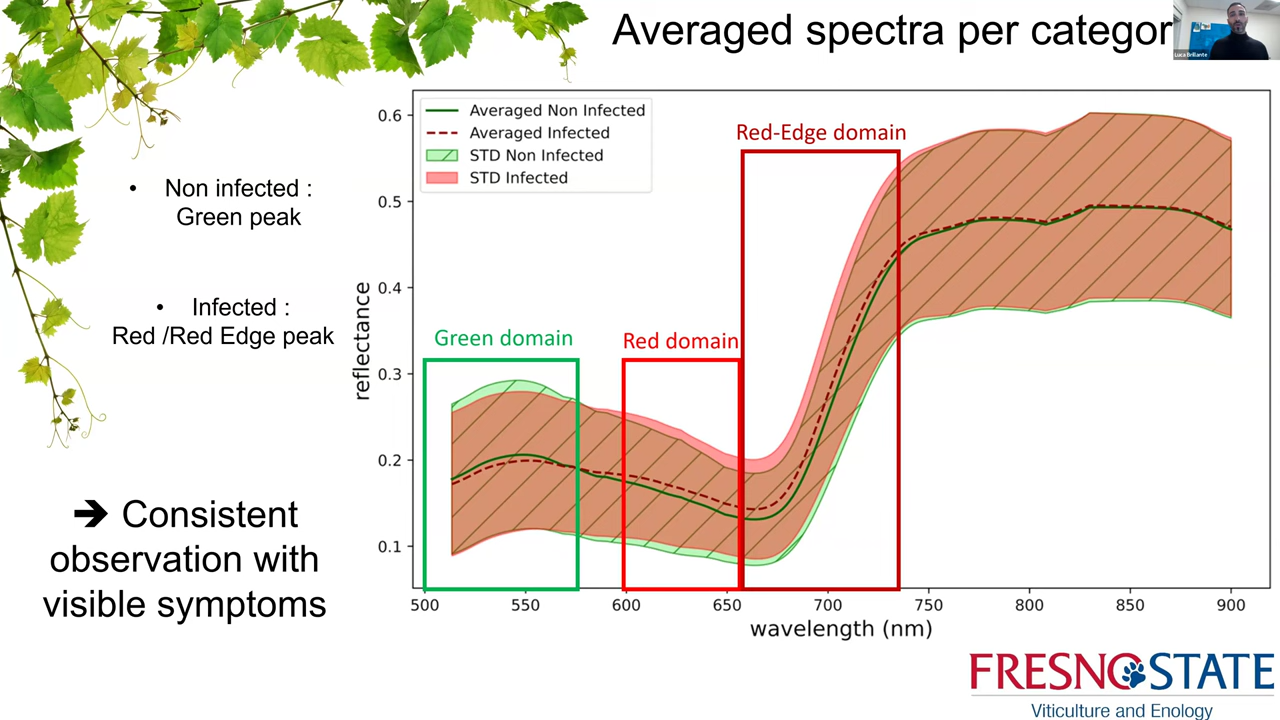 Averaged spectra per categor
Luca Brillante
• Non infected :
Green peak
• Infected :
Red /Red Edge peak
➔ Consistent
observation with
visible symptoms
Averaged Non Infected
Averaged Infected
STD Non Infected
STD Infected
Green domain
Red domain
Red-Edge domain
reflectance
0.6
0.5
0.4
0.3
0.2
0.1
500 550 600 650 700 750 800 850 900
wavelength (nm)
FRESNO STATE
Viticulture and Enology